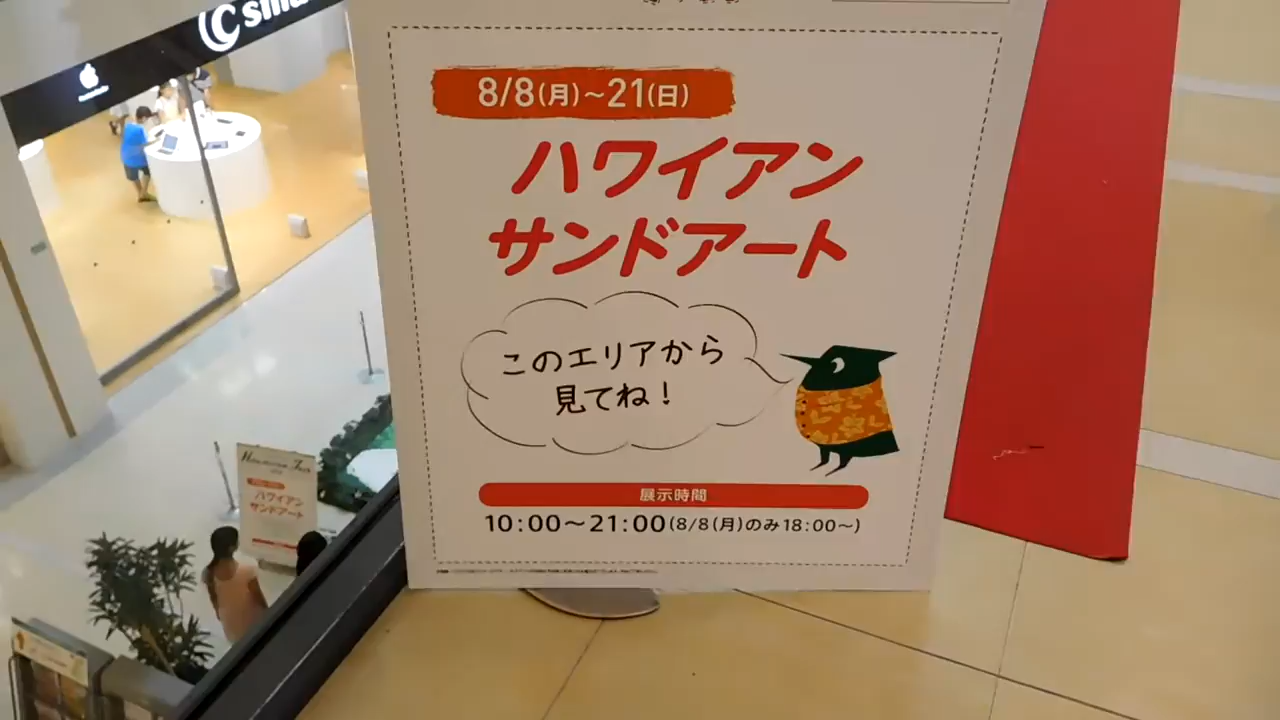 C sma
8/8(月)~21(日)
ハワイアン
サンドアート
このエリアから
見てね!
展示時間
10:00~21:00(8/8(月)のみ18:00~)
ハワイアン
サンドアート